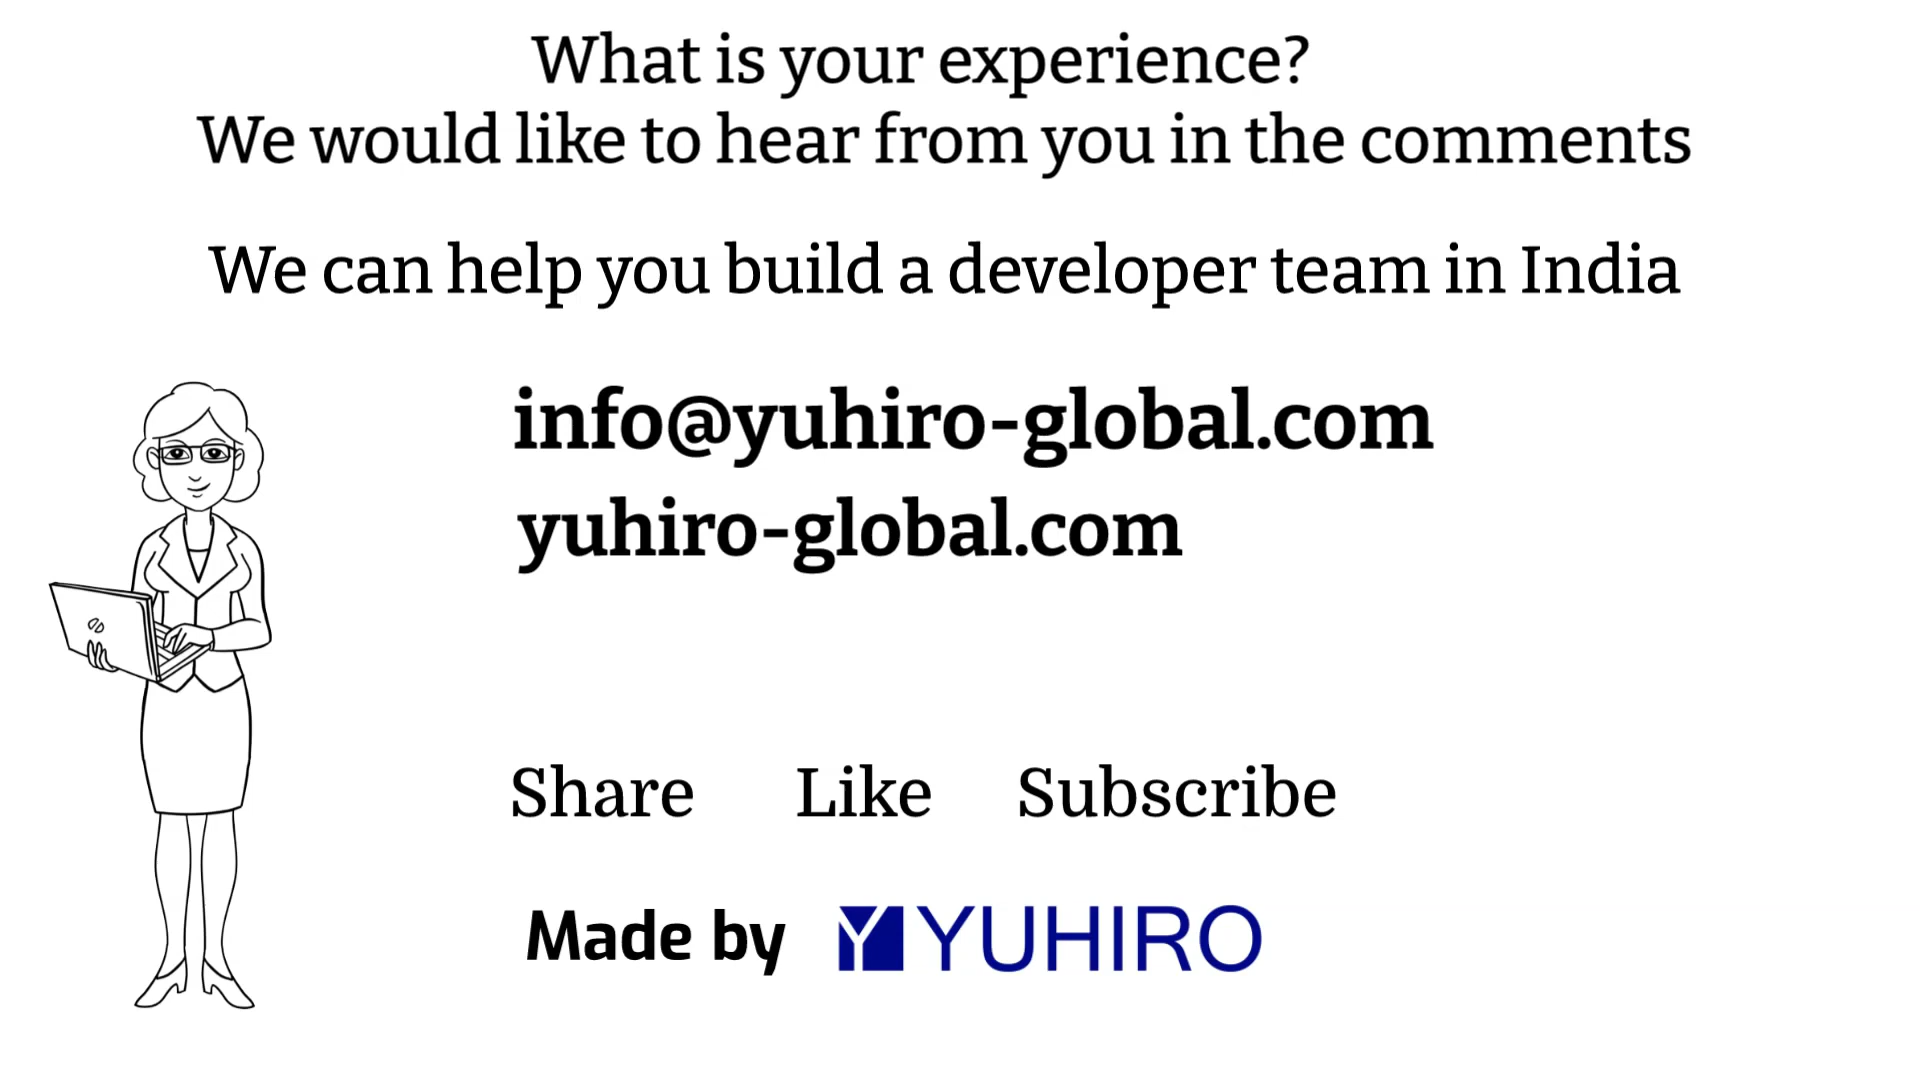 What is your experience?
We would like to hear from you in the comments
We can help you build a developer team in India
info@yuhiro-global.com
yuhiro-global.com
Share Like Subscribe
Made by YUHIRO